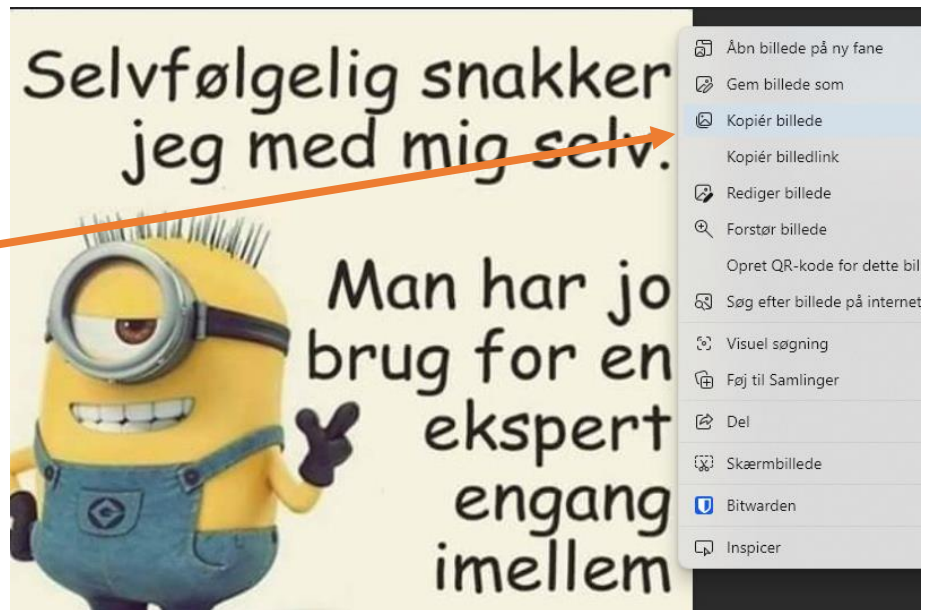 Selvfølgelig snakker
jeg med mig selv.
Man har jo
brug for en
ekspert
engang
imellem
Åbn billede på ny fane
Gem billede som
Kopiér billede
Kopiér billedlink
Rediger billede
Forstør billede
Opret QR-kode for dette bil
Søg efter billede på internet
Visuel søgning
Føj til Samlinger
Del
Skærmbillede
Bitwarden
Inspicer